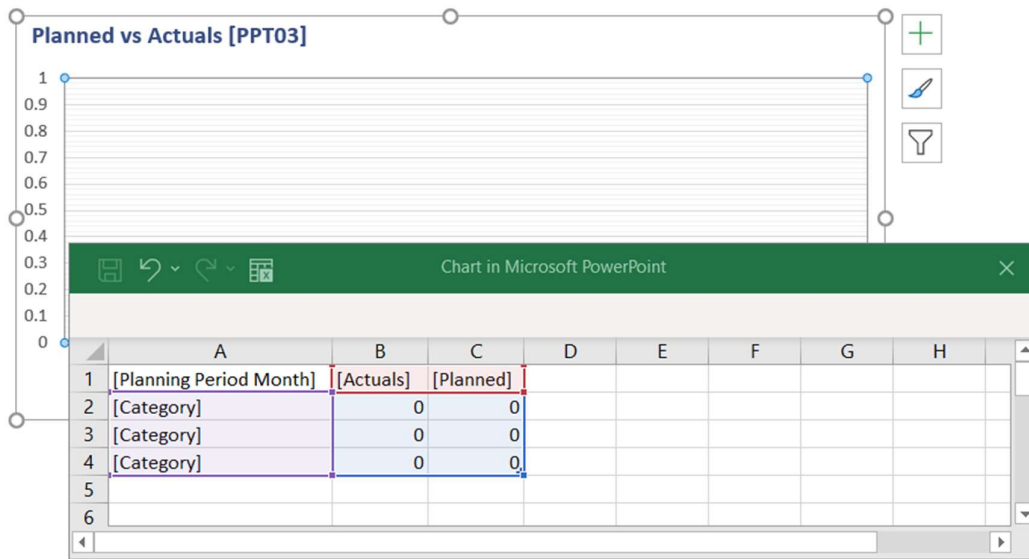 Planned vs Actuals [PPT03]
1
0.9
0.8
0.7
0.6
0.5
0.4
0.3
0.2
0.1
0
Chart in Microsoft PowerPoint
A B C D E F G H
1 [Planning Period Month] [Actuals] [Planned]
2 [Category] 0 0
3 [Category] 0 0
4 [Category] 0 0
5
6